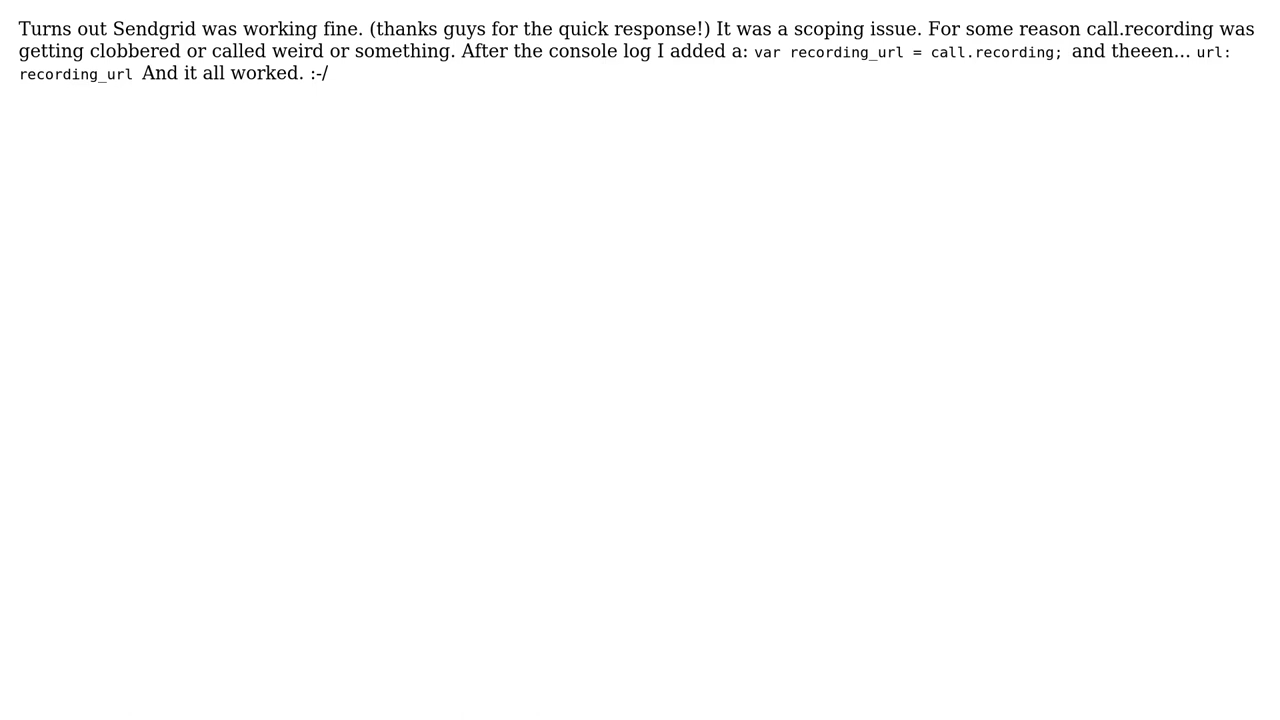 Turns out Sendgrid was working fine. (thanks guys for the quick response!) It was a scoping issue. For some reason call.recording was
getting clobbered or called weird or something. After the console log I added a: var recording_url = call.recording; and theeen... url:
recording_url And it all worked. :-/